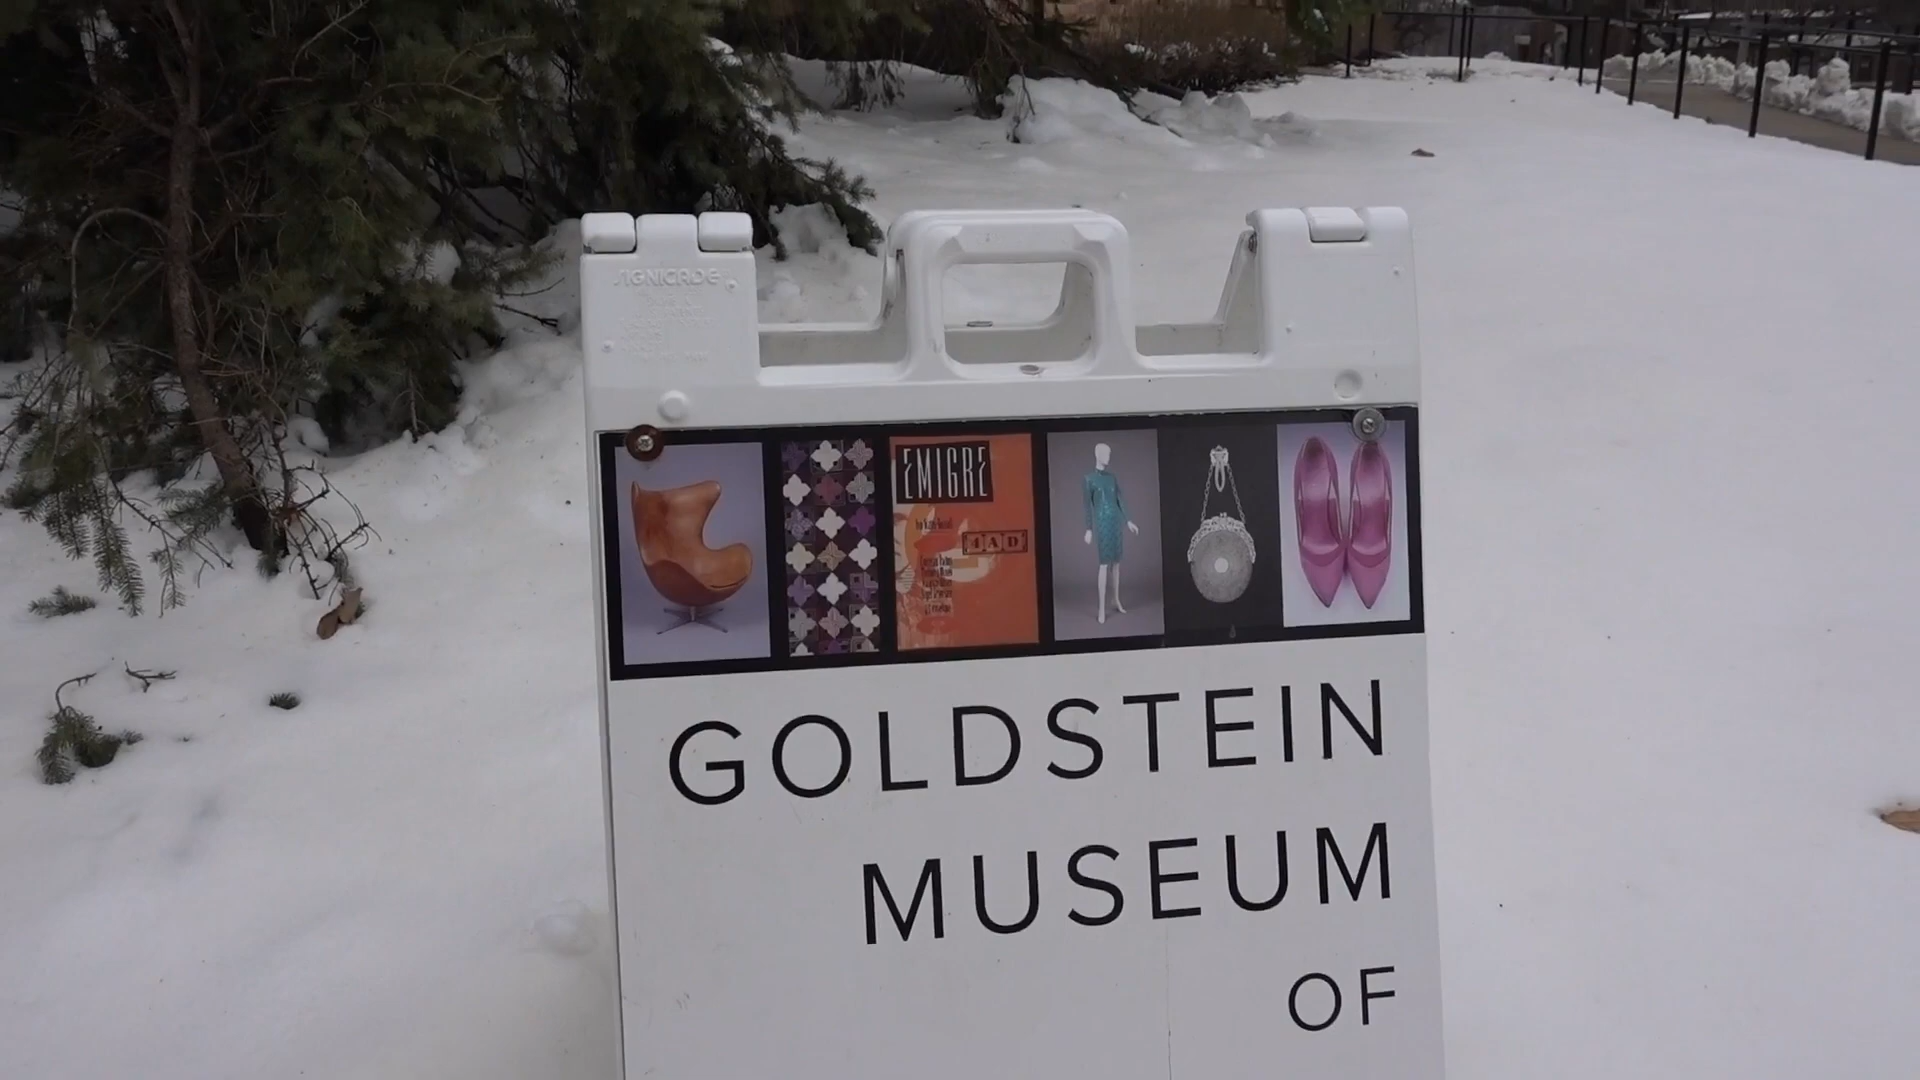 SIGNICADE
EMIGRE
4AD
GOLDSTEIN
MUSEUM
OF